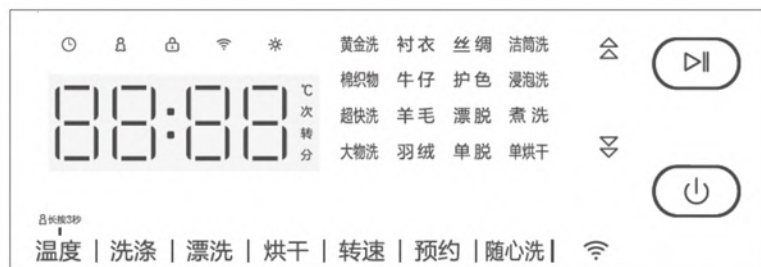 黄金洗 衬衣 丝绸 洁筒洗
棉织物 牛仔 护色 浸泡洗
超快洗 羊毛 漂脱 煮洗
大物洗 羽绒 单脱 单烘干
88:88
℃
次
转
分
长按3秒
温度 | 洗涤 | 漂洗 | 烘干 | 转速 | 预约 | 随心洗 |